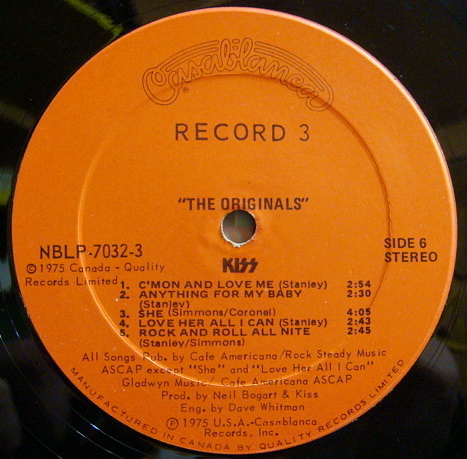 Casablanca
RECORD 3
"THE ORIGINALS"
NBLP-7032-3
SIDE 6
KISS
STEREO
©1975 Canada - Quality
Records Limited
1. C'MON AND LOVE ME (Stanley) 2:54
2. ANYTHING FOR MY BABY 2:30
(Stanley)
3. SHE (Simmons/Coronel) 4:05
4. LOVE HER ALL I CAN (Stanley) 2:43
5. ROCK AND ROLL ALL NITE 2:45
(Stanley/Simmons)
All Songs Pub. by Cafe Americana/Rock Steady Music
ASCAP except "She" and "Love Her All I Can"
Gladwyn Music - Cafe Americana ASCAP
Prod. by Neil Bogart & Kiss
Eng. by Dave Whitman
℗ 1975 U.S.A.-Casablanca
Records, Inc.
MANUFACTURED IN CANADA BY QUALITY RECORDS LIMITED